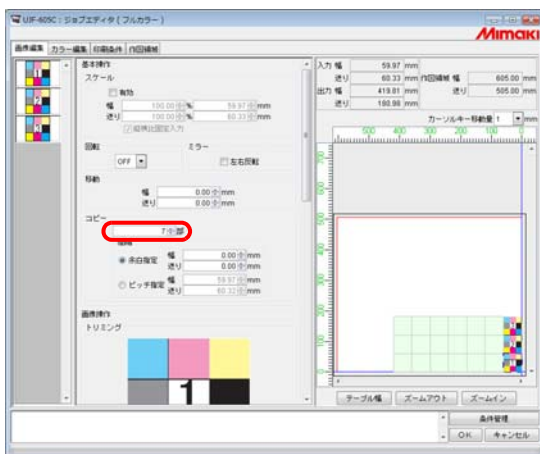 UJF-605C : ジョブエディタ ( フルカラー )
Mimaki
画像編集 カラー編集 印刷条件 作図領域
1
2
3
基本操作
スケール
有効
幅 100.00 % 59.97 mm
送り 100.00 % 60.33 mm
縦横比固定入力
回転 ミラー
OFF 左右反転
移動
幅 0.00 mm
送り 0.00 mm
コピー
7 部
間隔
余白指定 幅 0.00 mm
送り 0.00 mm
ピッチ指定 幅 59.97 mm
送り 60.32 mm
画像操作
トリミング
1
入力 幅 59.97 mm
送り 60.33 mm 作図領域 幅 605.00 mm
出力 幅 419.81 mm 送り 505.00 mm
送り 180.98 mm
カーソルキー移動量 1 mm
500 400 300 200 100 0
テーブル幅 ズームアウト ズームイン
条件管理
OK キャンセル